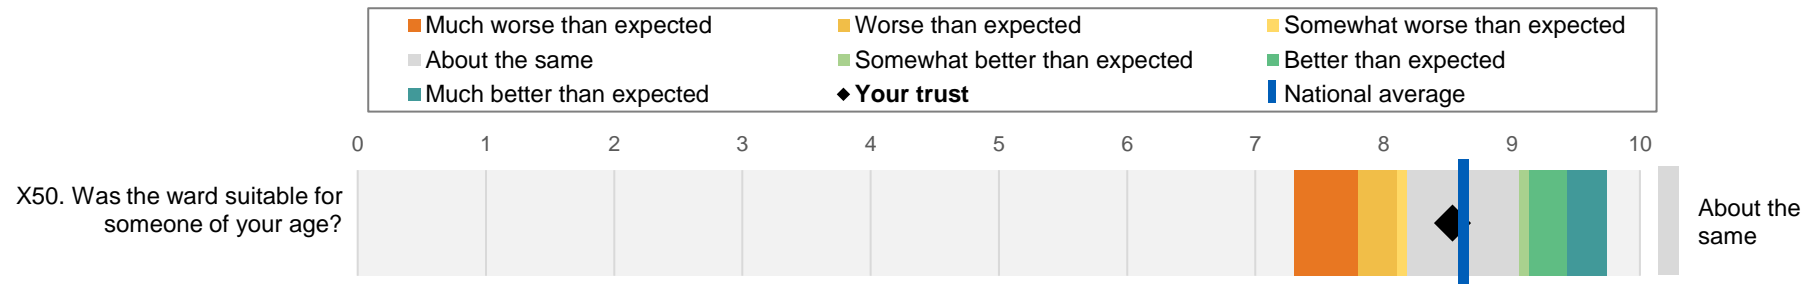 Much worse than expected
Worse than expected
Somewhat worse than expected
About the same
Somewhat better than expected
Better than expected
Much better than expected
Your trust
National average
0 1 2 3 4 5 6 7 8 9 10
X50. Was the ward suitable for
someone of your age?
About the
same